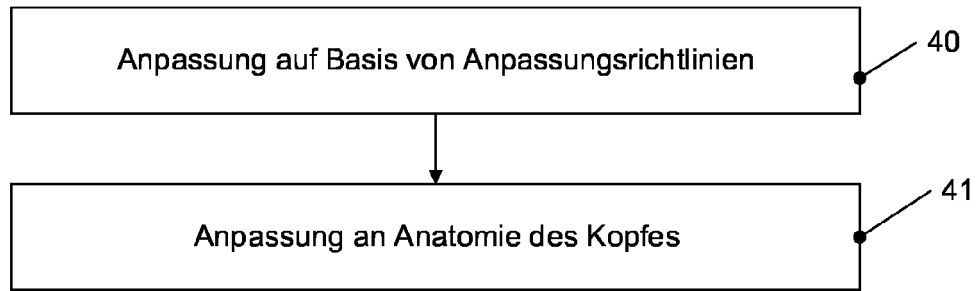 Anpassung auf Basis von Anpassungsrichtlinien
40
Anpassung an Anatomie des Kopfes
41